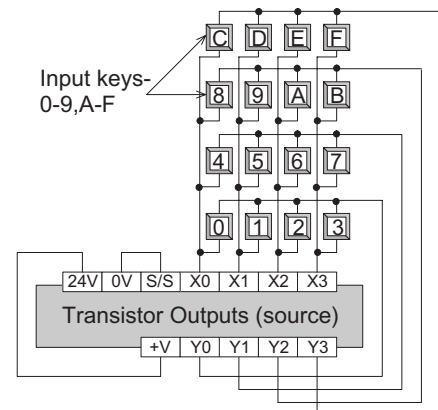 C D E F
Input keys-
0-9,A-F
8 9 A B
4 5 6 7
0 1 2 3
24V 0V S/S X0 X1 X2 X3
Transistor Outputs (source)
+V Y0 Y1 Y2 Y3